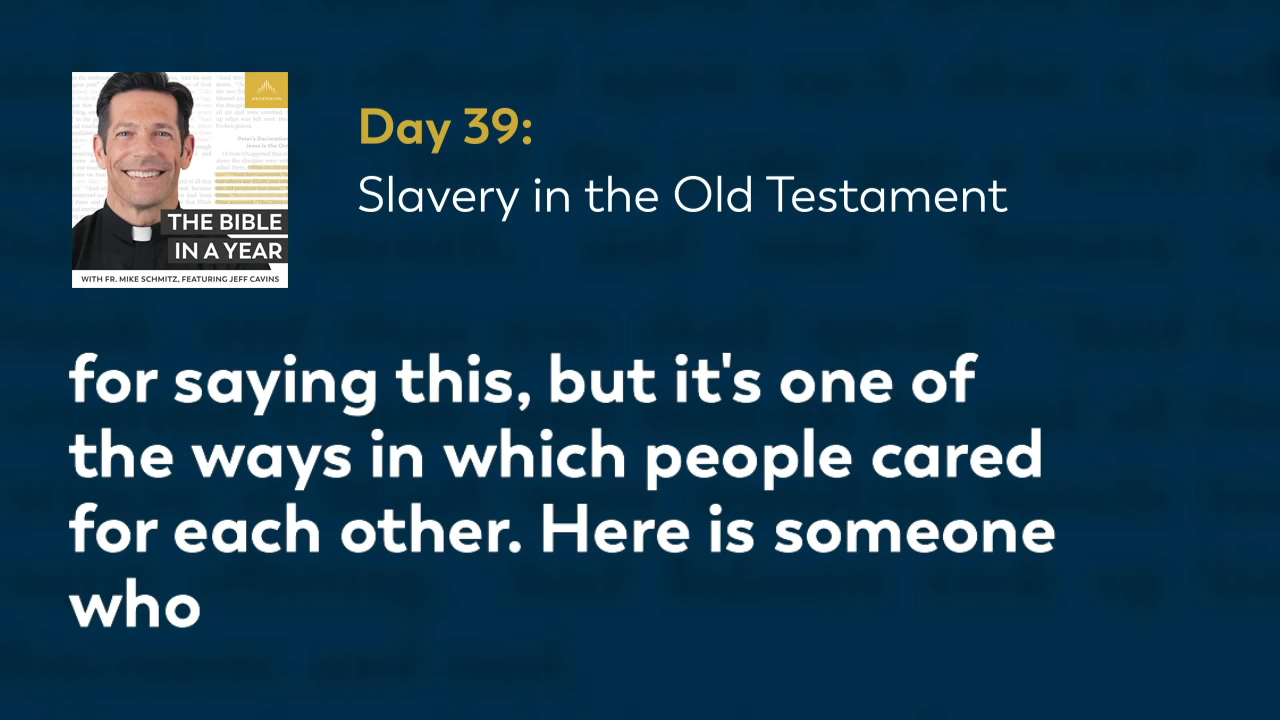 Day 39:
Slavery in the Old Testament
ASCENSION
THE BIBLE
IN A YEAR
WITH FR. MIKE SCHMITZ, FEATURING JEFF CAVINS
for saying this, but it's one of
the ways in which people cared
for each other. Here is someone
who